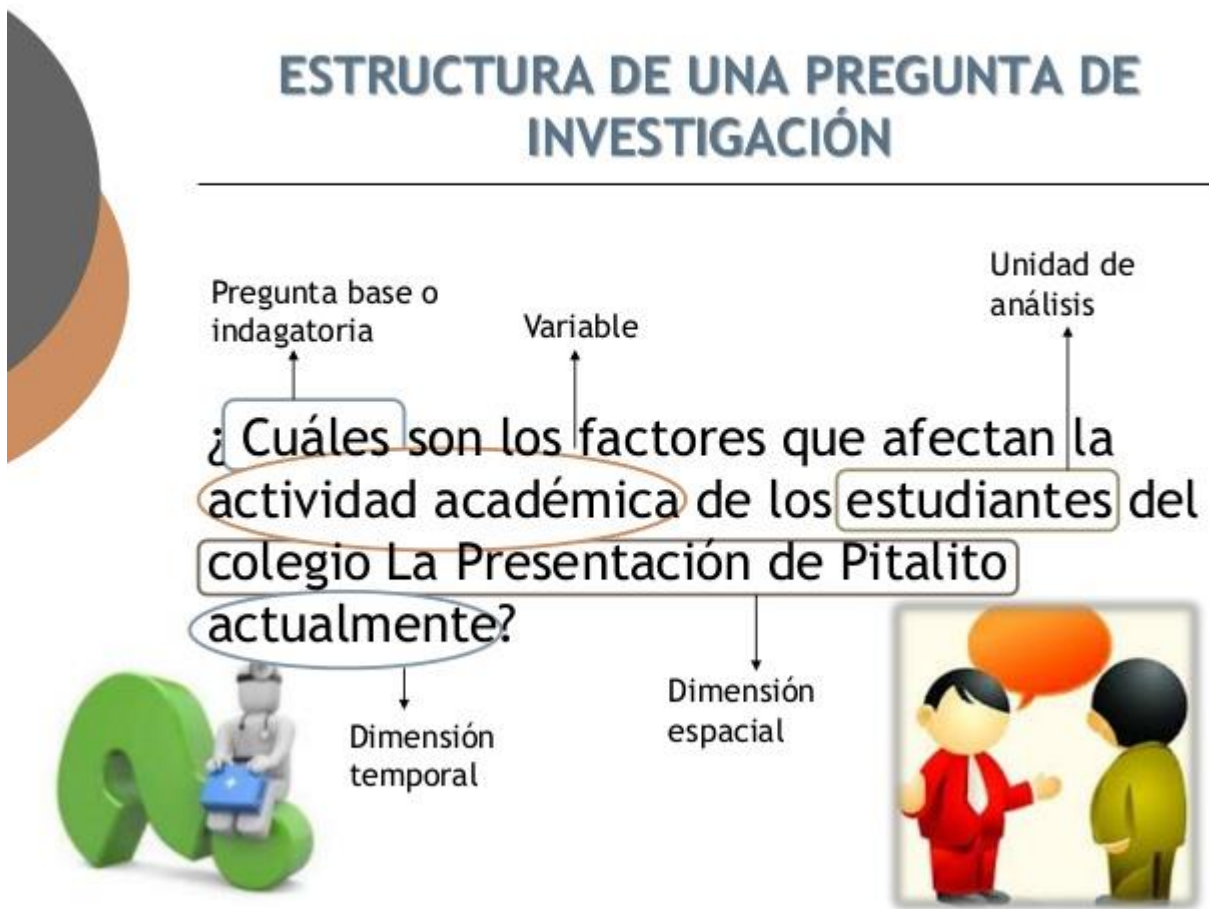 ESTRUCTURA DE UNA PREGUNTA DE
INVESTIGACIÓN
Pregunta base o
indagatoria
Variable
Unidad de
análisis
¿ Cuáles son los factores que afectan la
actividad académica de los estudiantes del
colegio La Presentación de Pitalito
actualmente?
Dimensión
temporal
Dimensión
espacial